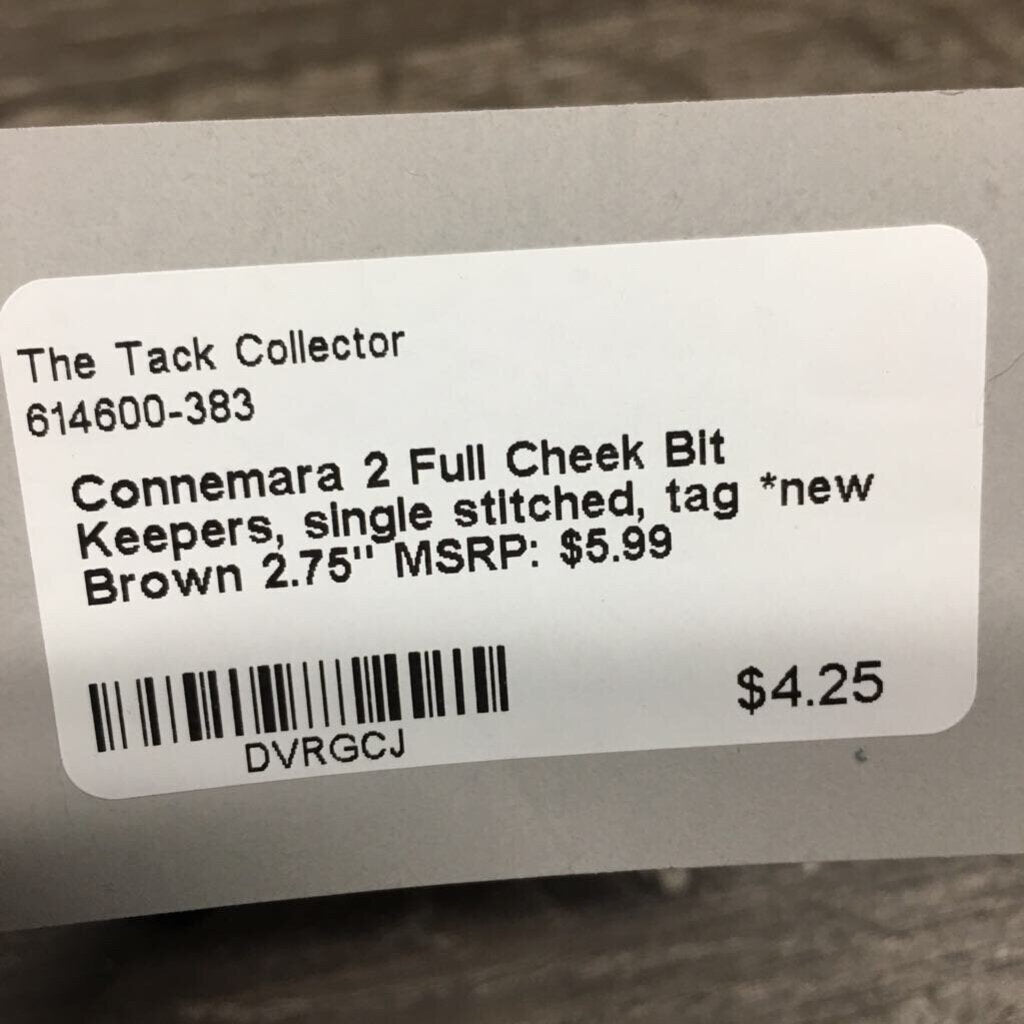 The Tack Collector
614600-383
Connemara 2 Full Cheek Bit
Keepers, single stitched, tag *new
Brown 2.75" MSRP: $5.99
$4.25
DVRGCJ